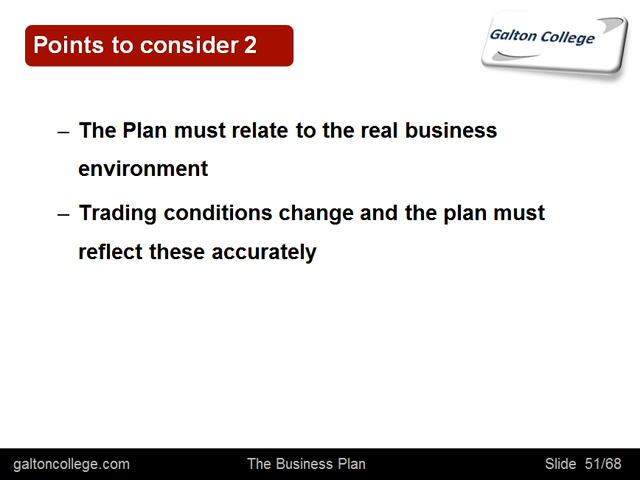 Points to consider 2
Galton College
– The Plan must relate to the real business
environment
– Trading conditions change and the plan must
reflect these accurately
galtoncollege.com
The Business Plan
Slide 51/68